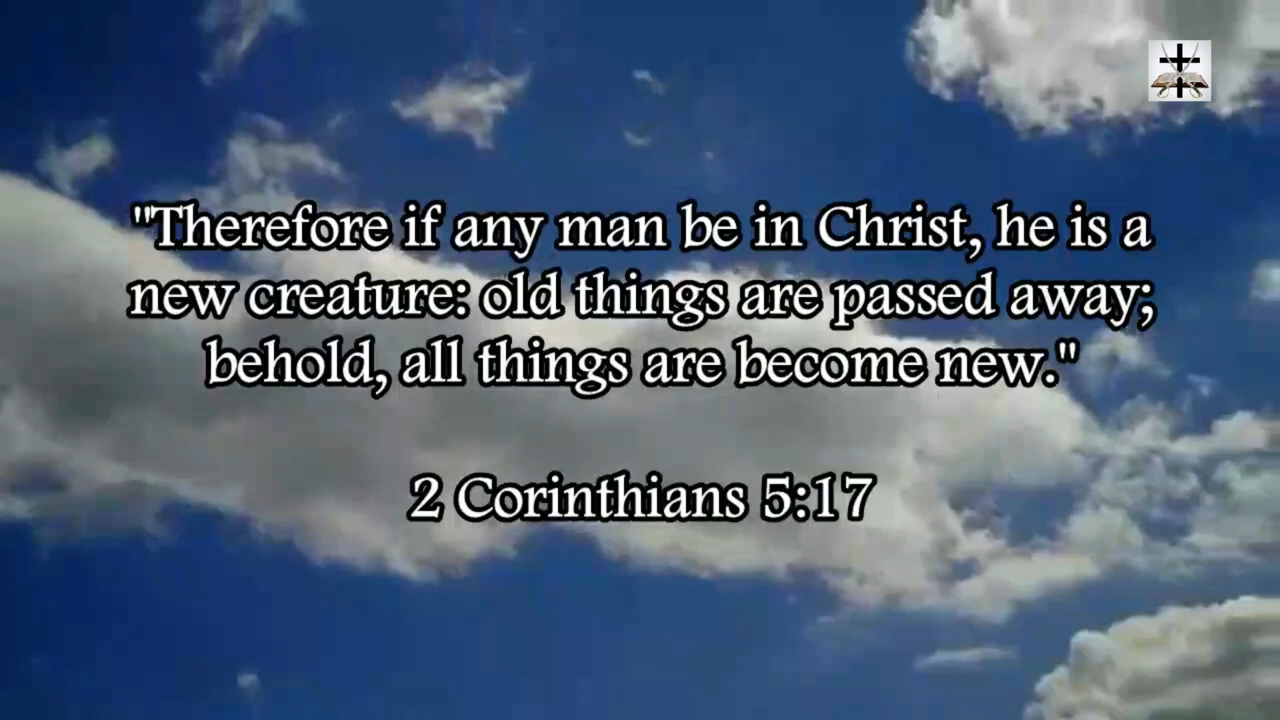 "Therefore if any man be in Christ, he is a
new creature: old things are passed away;
behold, all things are become new."
2 Corinthians 5:17